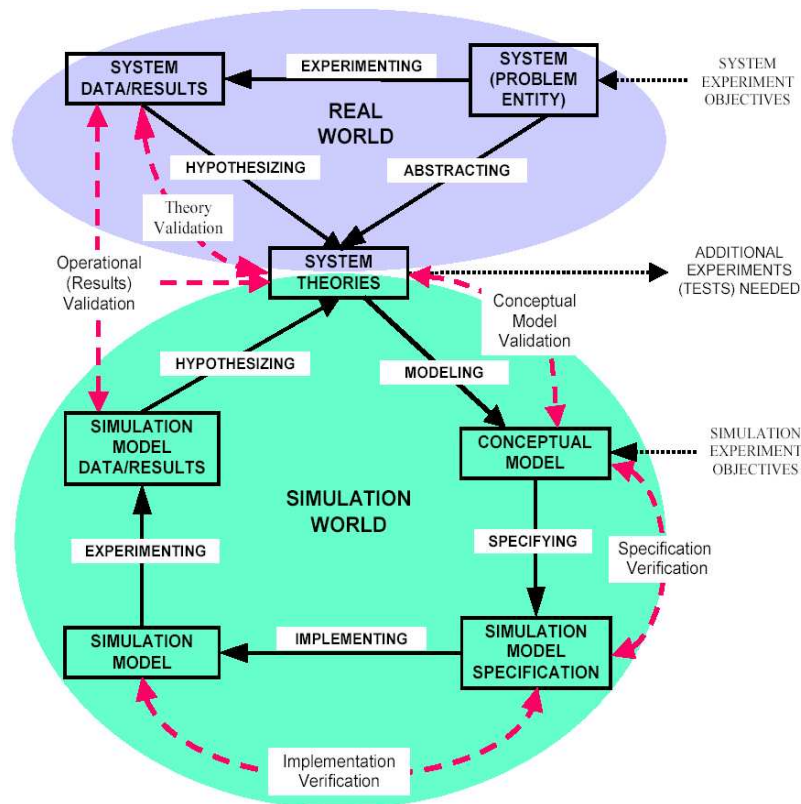 SYSTEM
DATA/RESULTS
EXPERIMENTING
SYSTEM
(PROBLEM
ENTITY)
SYSTEM
EXPERIMENT
OBJECTIVES
REAL
WORLD
HYPOTHESIZING
ABSTRACTING
Theory
Validation
Operational
(Results)
Validation
SYSTEM
THEORIES
ADDITIONAL
EXPERIMENTS
(TESTS) NEEDED
Conceptual
Model
Validation
HYPOTHESIZING
MODELING
SIMULATION
MODEL
DATA/RESULTS
CONCEPTUAL
MODEL
SIMULATION
EXPERIMENT
OBJECTIVES
SIMULATION
WORLD
EXPERIMENTING
SPECIFYING
Specification
Verification
SIMULATION
MODEL
IMPLEMENTING
SIMULATION
MODEL
SPECIFICATION
Implementation
Verification